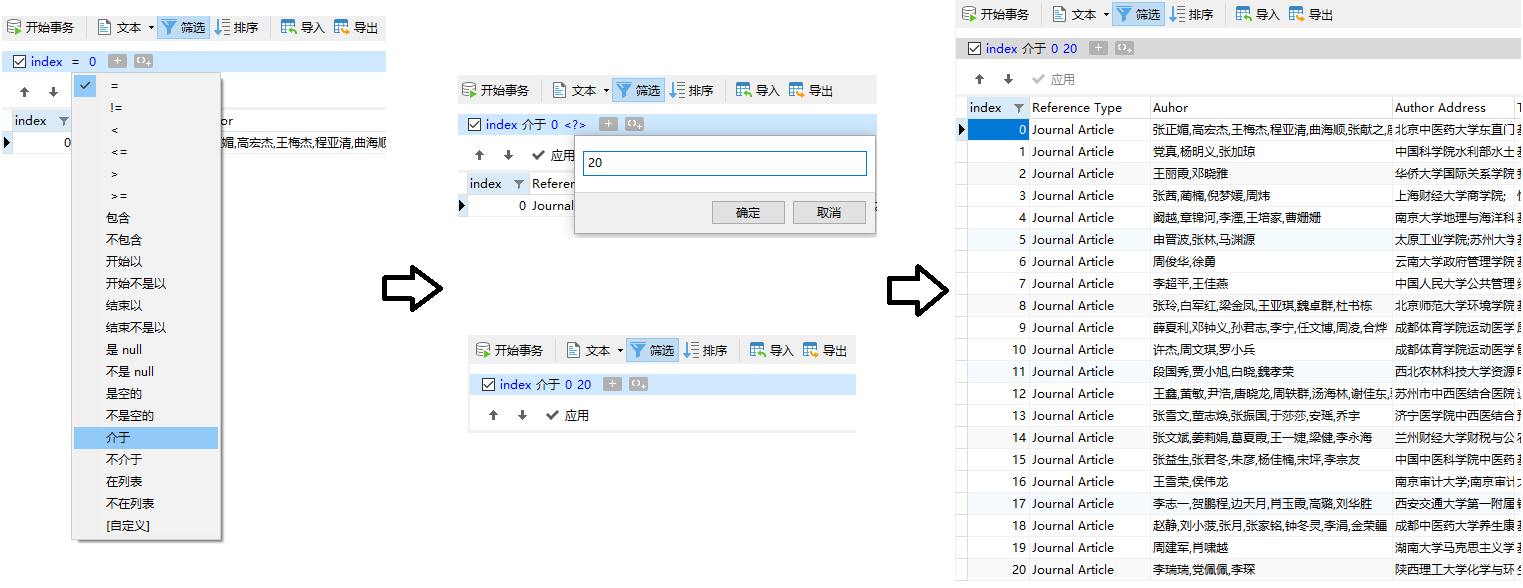 开始事务 文本 筛选 排序 导入 导出
index = 0
=
!=
<
<=
>
>=
包含
不包含
开始以
开始不是以
结束以
结束不是以
是 null
不是 null
是空的
不是空的
介于
不介于
在列表
不在列表
[自定义]
index or
0 媚,高宏杰,王梅杰,程亚清,曲海顺
开始事务 文本 筛选 排序 导入 导出
index 介于 0 <?>
应用
20
确定 取消
index Referen
0 Journal
开始事务 文本 筛选 排序 导入 导出
index 介于 0 20
应用
开始事务 文本 筛选 排序 导入 导出
index 介于 0 20
应用
index Reference Type Auhor Author Address
0 Journal Article 张正媚,高宏杰,王梅杰,程亚清,曲海顺,张献之, 北京中医药大学东直门
1 Journal Article 党真,杨明义,张加琼 中国科学院水利部水土
2 Journal Article 王丽霞,邓晓雅 华侨大学国际关系学院
3 Journal Article 张茜,蔺楠,倪梦媛,周炜 上海财经大学商学院;
4 Journal Article 阚越,章锦河,李湮,王培家,曹姗姗 南京大学地理与海洋科
5 Journal Article 申晋波,张林,马渊源 太原工业学院;苏州大学
6 Journal Article 周俊华,徐勇 云南大学政府管理学院
7 Journal Article 李超平,王佳燕 中国人民大学公共管理
8 Journal Article 张玲,白军红,梁金凤,王亚琪,魏卓群,杜书栋 北京师范大学环境学院
9 Journal Article 薛夏利,邓钟义,孙君志,李宁,任文博,周凌,合烨 成都体育学院运动医学
10 Journal Article 许杰,周文琪,罗小兵 成都体育学院运动医学
11 Journal Article 段国秀,贾小旭,白晓,魏孝荣 西北农林科技大学资源
12 Journal Article 王鑫,黄敏,尹浩,唐晓龙,周轶群,汤海林,谢佳东, 苏州市中西医结合医院
13 Journal Article 张雪文,董志焕,张振国,于莎莎,安瑶,乔宇 济宁医学院中西医结合
14 Journal Article 张文斌,姜莉娟,葛夏霞,王一婕,梁健,李永海 兰州财经大学财税与公
15 Journal Article 张益生,张君冬,朱彦,杨佳楠,宋坪,李宗友 中国中医科学院中医药
16 Journal Article 王雪荣,侯伟龙 南京审计大学;南京审计
17 Journal Article 李志一,贺鹏程,边天月,肖玉霞,高璐,刘华胜 西安交通大学第一附属
18 Journal Article 赵静,刘小菠,张月,张家铭,钟冬灵,李涓,金荣疆 成都中医药大学养生康
19 Journal Article 周建军,肖啸越 湖南大学马克思主义学
20 Journal Article 李瑞瑞,党佩佩,李琛 陕西理工大学化学与环